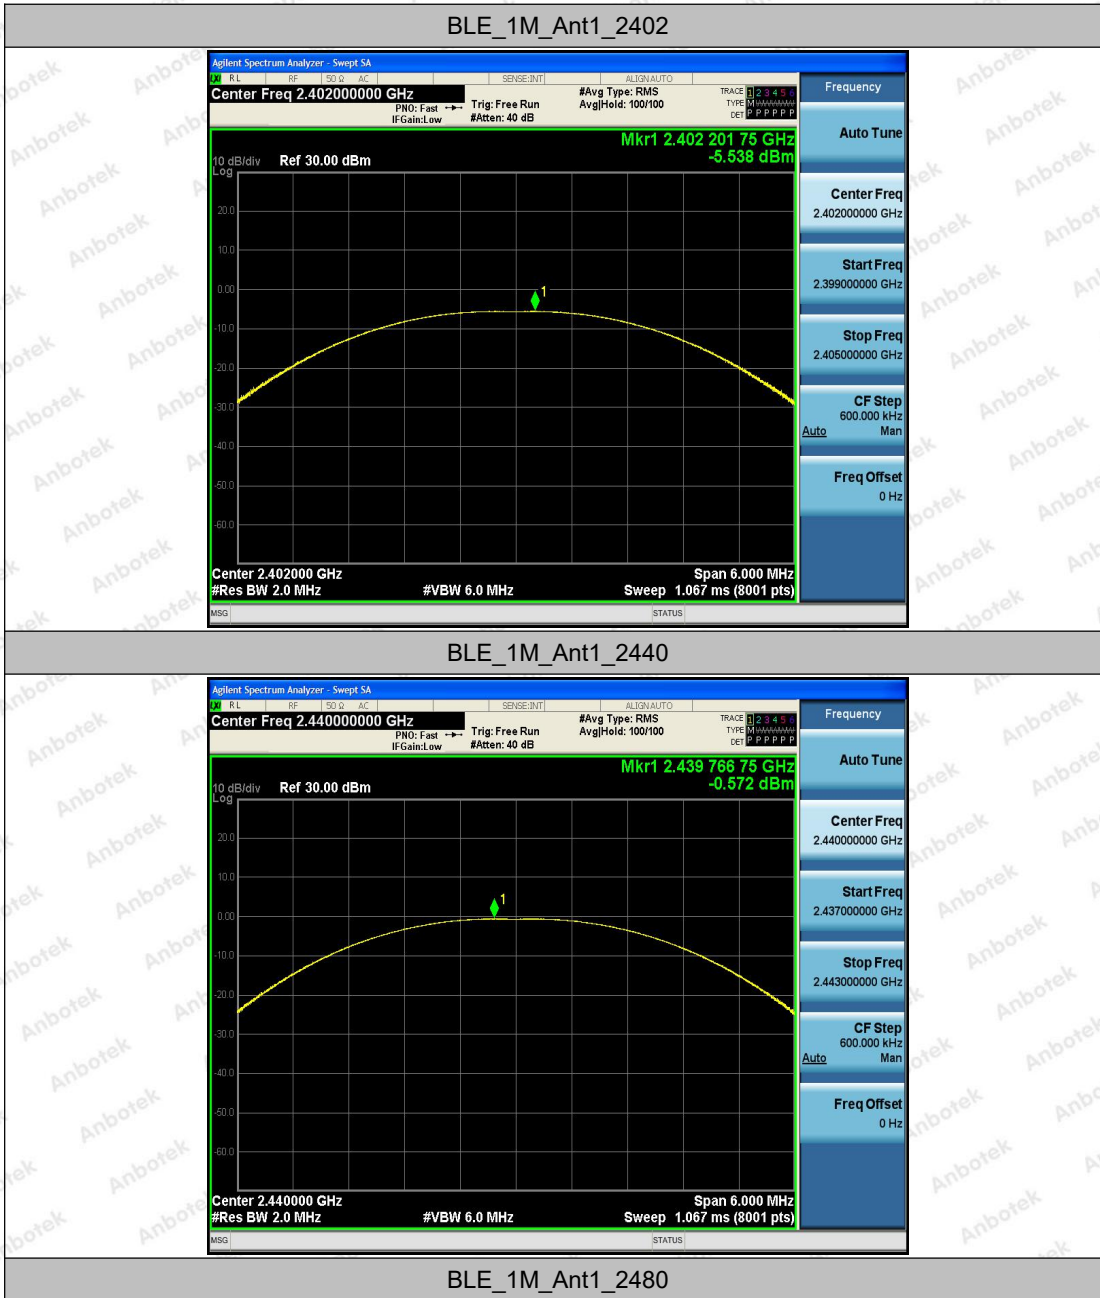 BLE_1M_Ant1_2402
Agilent Spectrum Analyzer - Swept SA
LXI RL RF 50 Ω AC SENSE:INT ALIGNAUTO
Center Freq 2.402000000 GHz
PNO: Fast
IFGain:Low
Trig: Free Run
#Atten: 40 dB
#Avg Type: RMS
Avg|Hold: 100/100
TRACE 1 2 3 4 5 6
TYPE M WWWWW
DET P P P P P P
Mkr1 2.402 201 75 GHz
-5.538 dBm
10 dB/div Ref 30.00 dBm
Log
20.0
10.0
0.00
-10.0
-20.0
-30.0
-40.0
-50.0
-60.0
1
Center 2.402000 GHz Span 6.000 MHz
#Res BW 2.0 MHz #VBW 6.0 MHz Sweep 1.067 ms (8001 pts)
MSG STATUS
Frequency
Auto Tune
Center Freq
2.402000000 GHz
Start Freq
2.399000000 GHz
Stop Freq
2.405000000 GHz
CF Step
600.000 kHz
Auto Man
Freq Offset
0 Hz
BLE_1M_Ant1_2440
Agilent Spectrum Analyzer - Swept SA
LXI RL RF 50 Ω AC SENSE:INT ALIGNAUTO
Center Freq 2.440000000 GHz
PNO: Fast
IFGain:Low
Trig: Free Run
#Atten: 40 dB
#Avg Type: RMS
Avg|Hold: 100/100
TRACE 1 2 3 4 5 6
TYPE M WWWWW
DET P P P P P P
Mkr1 2.439 766 75 GHz
-0.572 dBm
10 dB/div Ref 30.00 dBm
Log
20.0
10.0
0.00
-10.0
-20.0
-30.0
-40.0
-50.0
-60.0
1
Center 2.440000 GHz Span 6.000 MHz
#Res BW 2.0 MHz #VBW 6.0 MHz Sweep 1.067 ms (8001 pts)
MSG STATUS
Frequency
Auto Tune
Center Freq
2.440000000 GHz
Start Freq
2.437000000 GHz
Stop Freq
2.443000000 GHz
CF Step
600.000 kHz
Auto Man
Freq Offset
0 Hz
BLE_1M_Ant1_2480
Anbotek